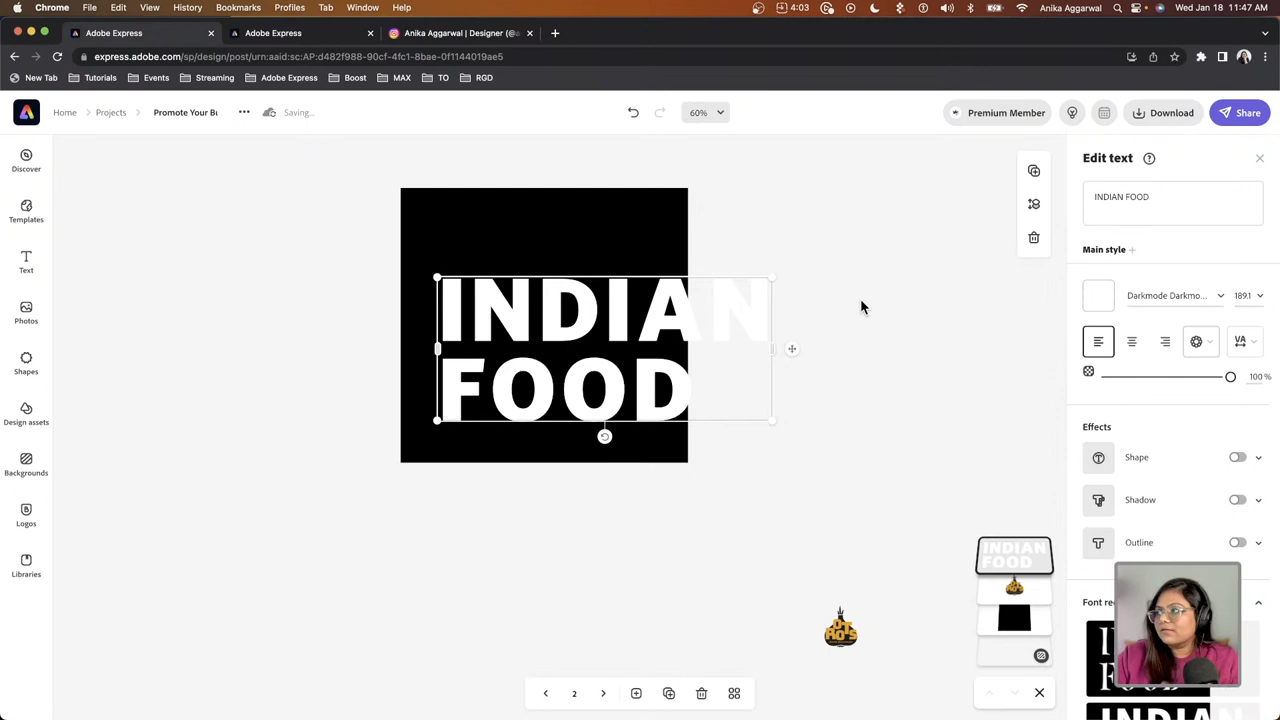 Chrome File Edit View History Bookmarks Profiles Tab Window Help 4:03 Anika Aggarwal Wed Jan 18 11:47 AM
Adobe Express Adobe Express Anika Aggarwal | Designer (@a
express.adobe.com/sp/design/post/urn:aaid:sc:AP:d482f988-90cf-4fc1-8bae-0f1144019ae5
New Tab Tutorials Events Streaming Adobe Express Boost MAX TO RGD
Home Projects Promote Your Bu Saving... 60% Premium Member Download Share
Discover
Templates
Text
Photos
Shapes
Design assets
Backgrounds
Logos
Libraries
INDIAN
FOOD
2
INDIAN
FOOD
Edit text
INDIAN FOOD
Main style
Darkmode Darkmo... 189.1
VA
100 %
Effects
Shape
Shadow
Outline
Font re